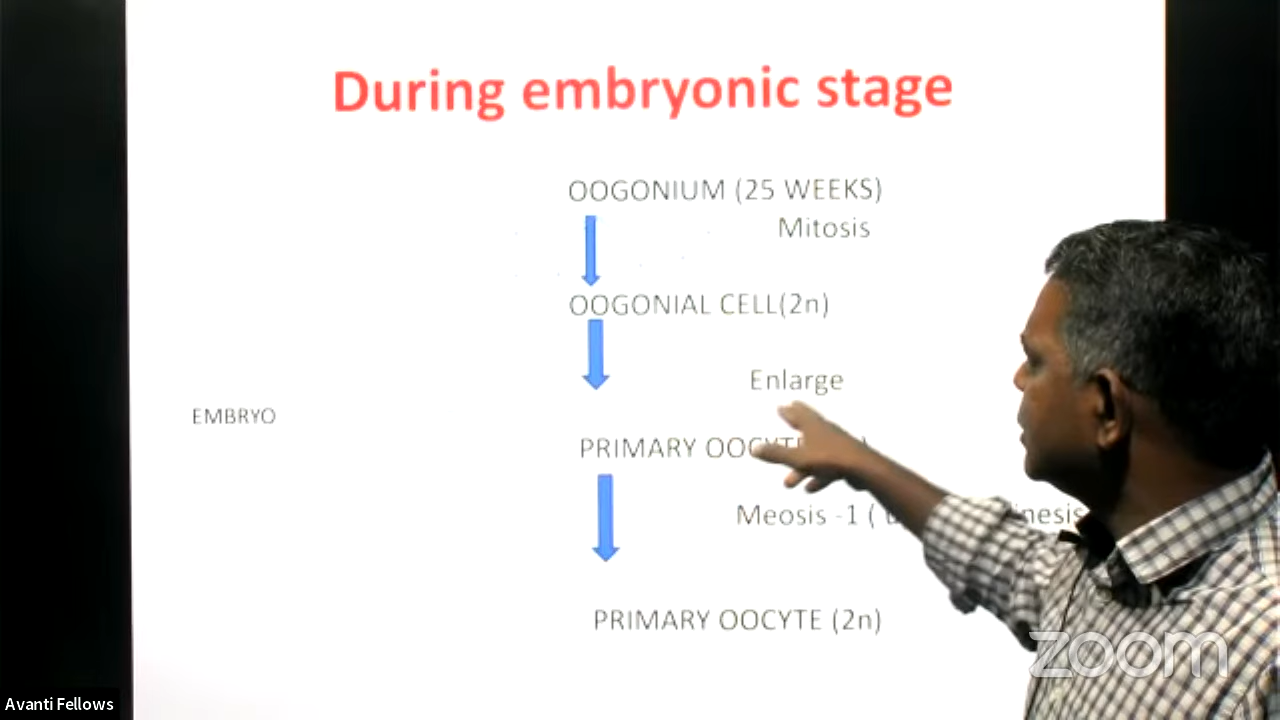 During embryonic stage
OOGONIUM (25 WEEKS)
Mitosis
OOGONIAL CELL(2n)
Enlarge
EMBRYO
PRIMARY
Meosis -1 (
PRIMARY OOCYTE (2n)
zoom
Avanti Fellows